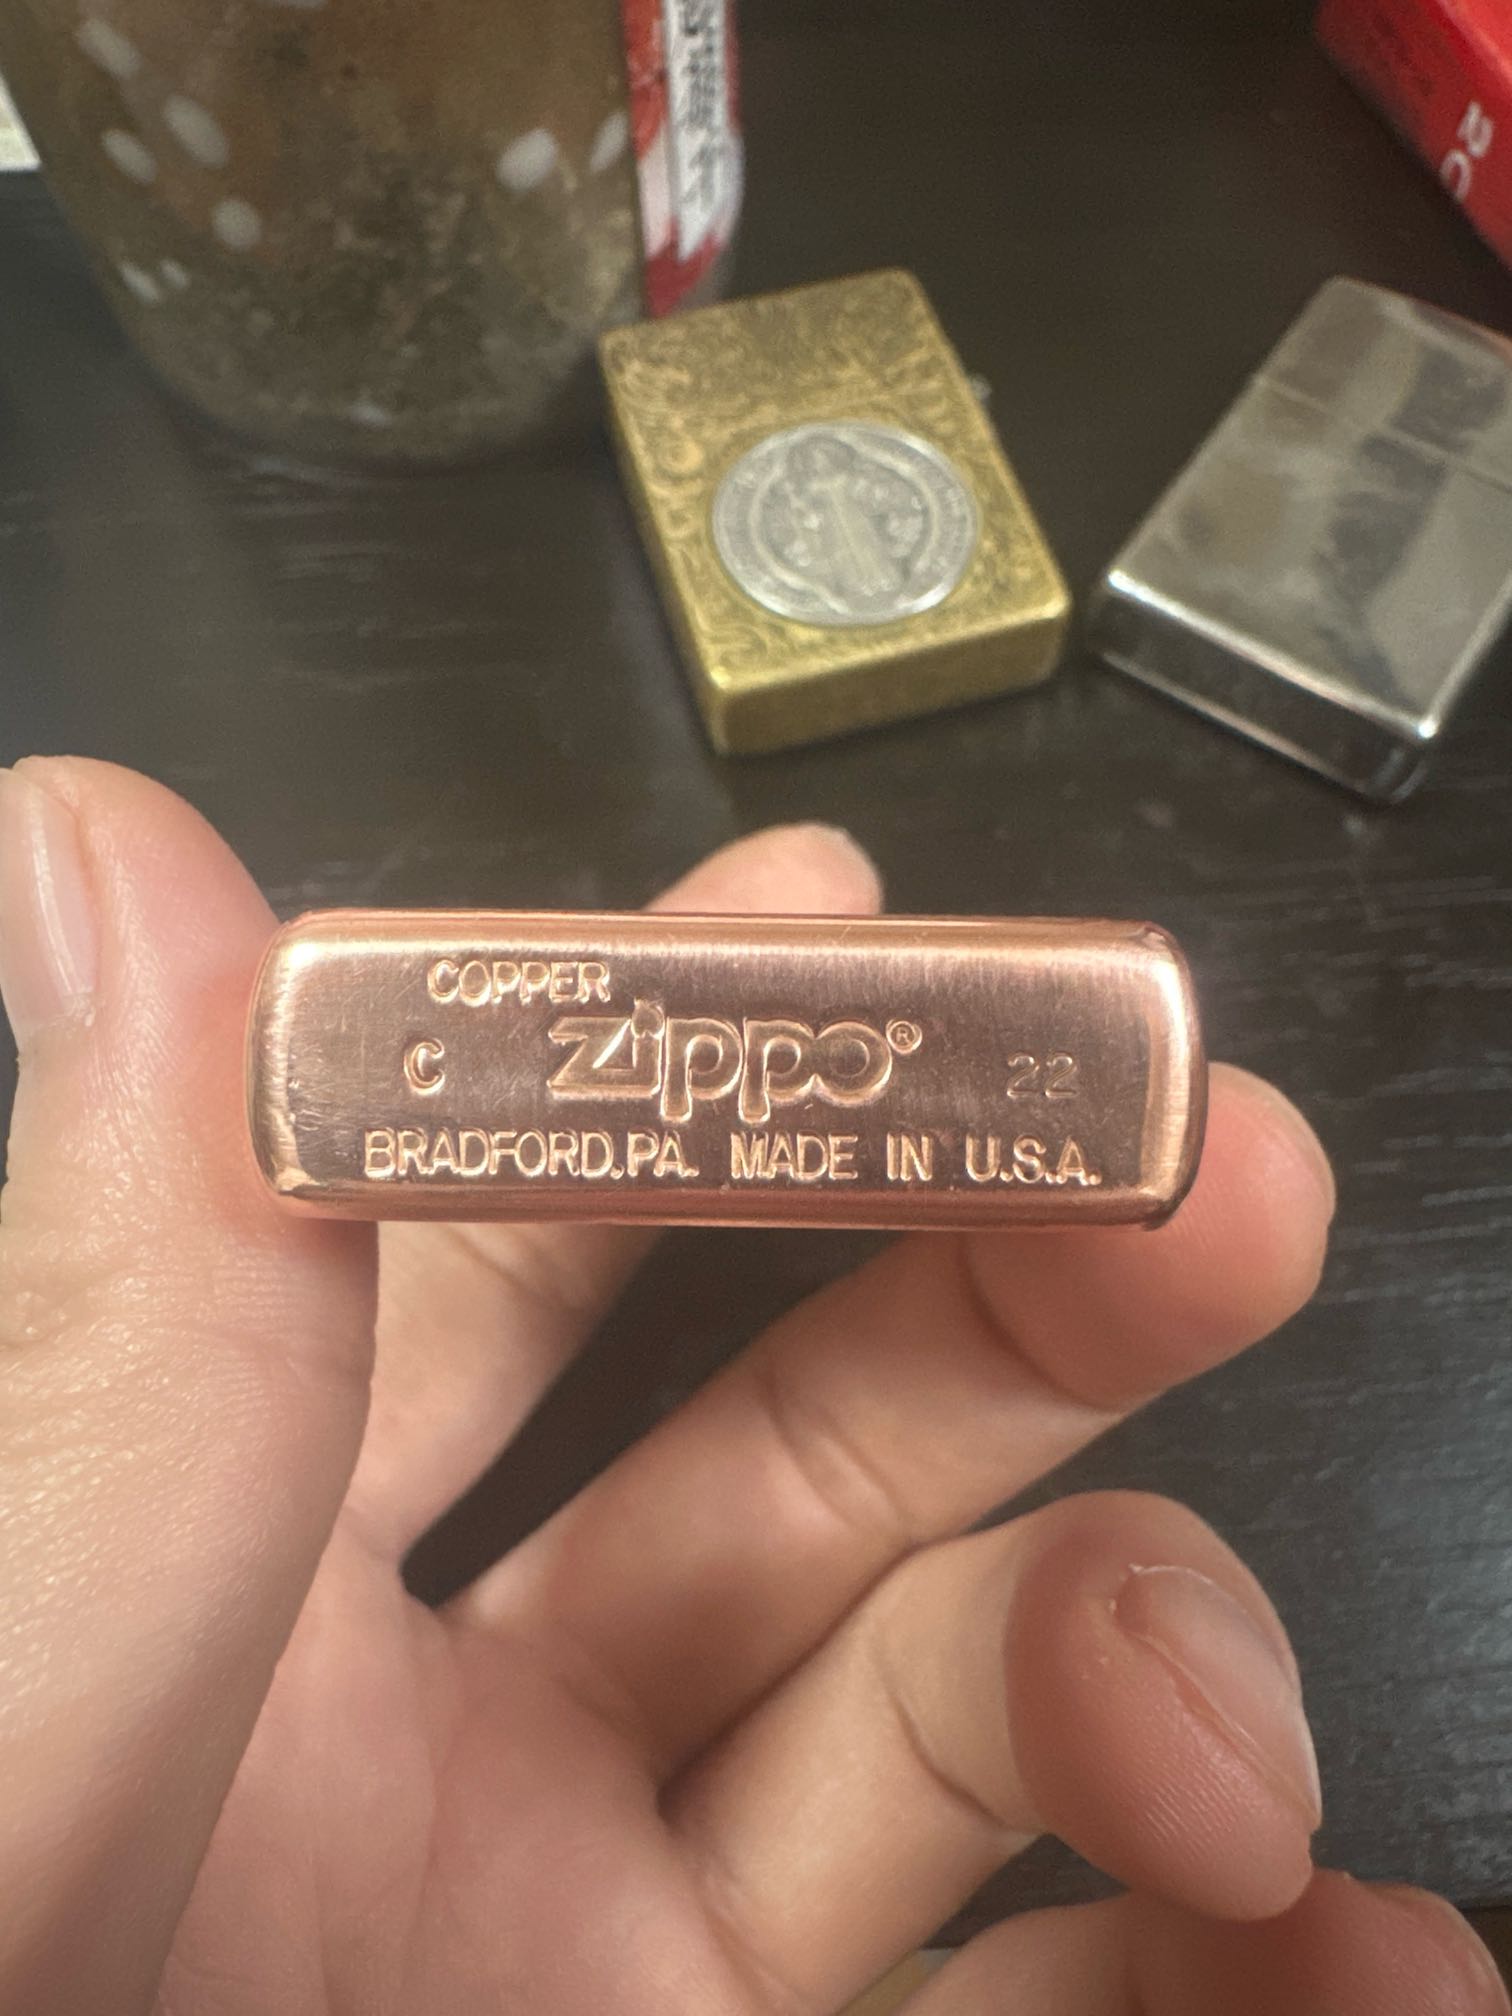 COPPER
C zippo® 22
BRADFORD,PA. MADE IN U.S.A.